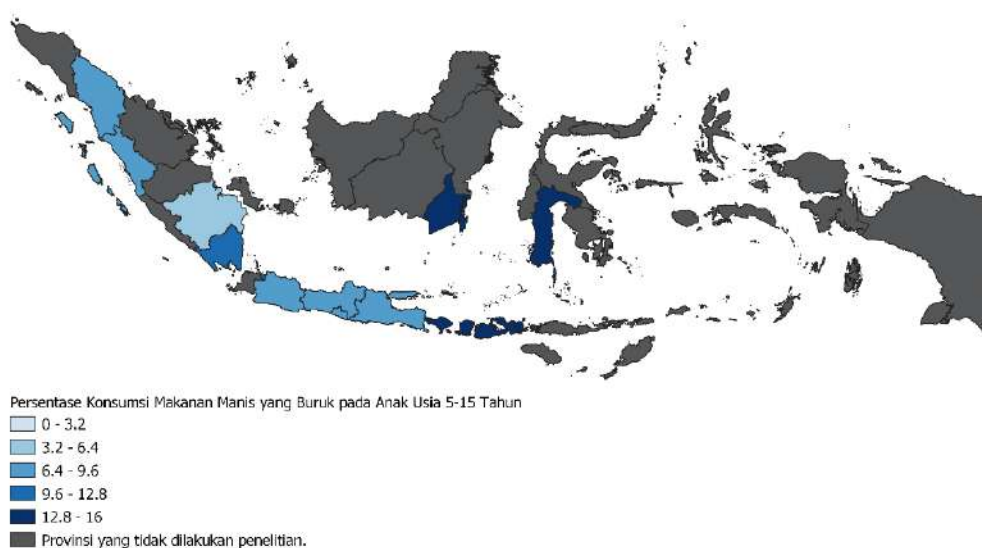 Persentase Konsumsi Makanan Manis yang Buruk pada Anak Usia 5-15 Tahun
0 - 3.2
3.2 - 6.4
6.4 - 9.6
9.6 - 12.8
12.8 - 16
Provinsi yang tidak dilakukan penelitian.